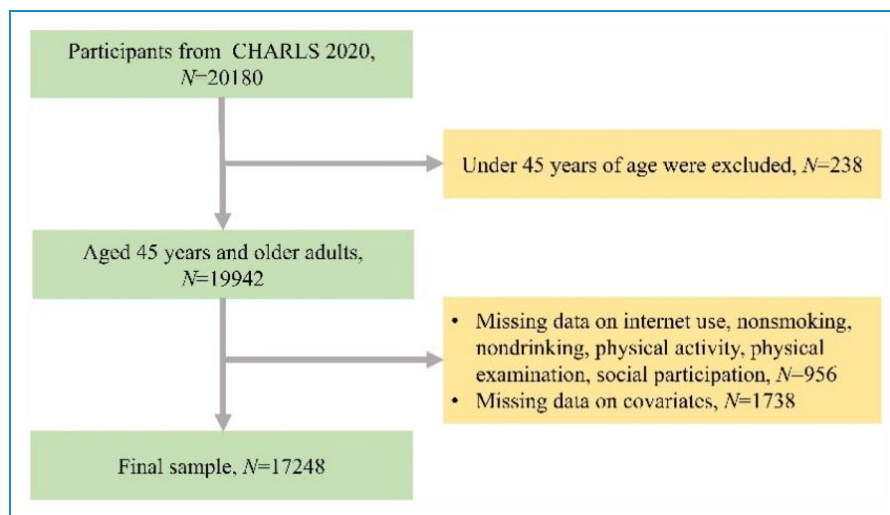 Participants from CHARLS 2020,
N=20180
Under 45 years of age were excluded, N=238
Aged 45 years and older adults,
N=19942
• Missing data on internet use, nonsmoking,
nondrinking, physical activity, physical
examination, social participation, N=956
• Missing data on covariates, N=1738
Final sample, N=17248